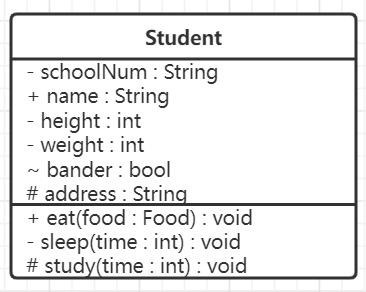 Student
- schoolNum : String
+ name : String
- height : int
- weight : int
~ bander : bool
# address : String
+ eat(food : Food) : void
- sleep(time : int) : void
# study(time : int) : void